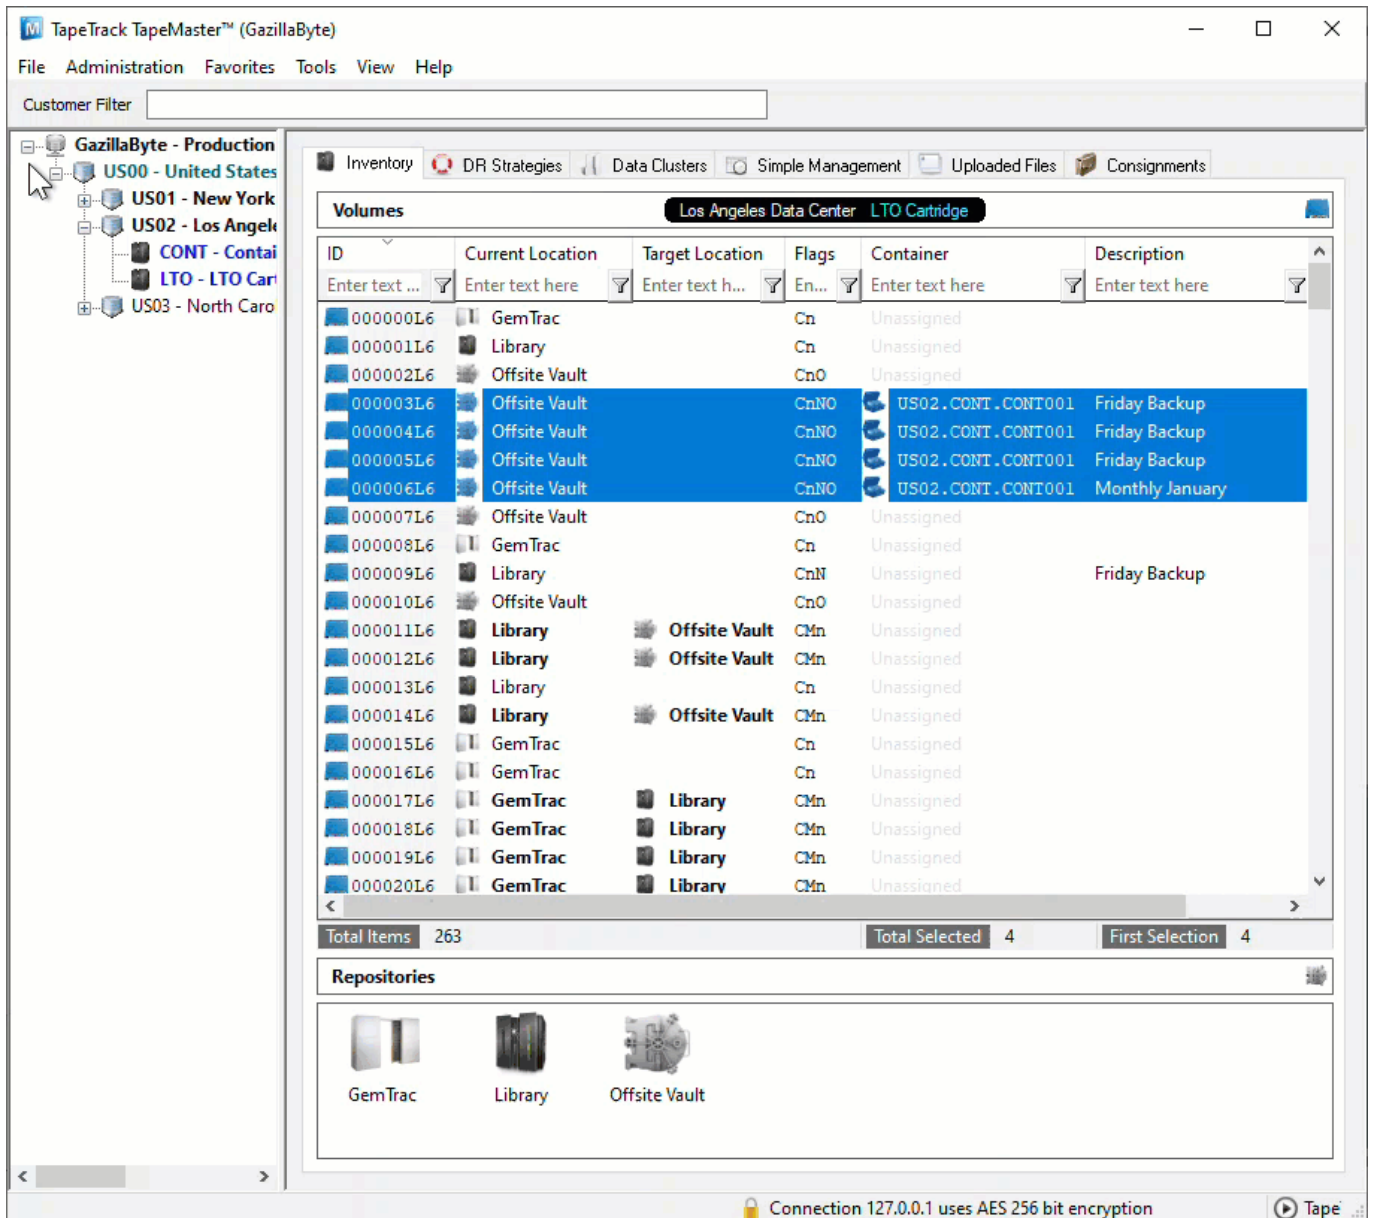 TapeTrack TapeMaster™ (GazillaByte)
File Administration Favorites Tools View Help
Customer Filter
GazillaByte - Production
US00 - United States
US01 - New York
US02 - Los Angele
CONT - Contai
LTO - LTO Cart
US03 - North Caro
Inventory DR Strategies Data Clusters Simple Management Uploaded Files Consignments
Volumes Los Angeles Data Center LTO Cartridge
ID Current Location Target Location Flags Container Description
Enter text ... Enter text here Enter text h... En... Enter text here Enter text here
000000L6 GemTrac Cn Unassigned
000001L6 Library Cn Unassigned
000002L6 Offsite Vault CnO Unassigned
000003L6 Offsite Vault CnNO US02.CONT.CONT001 Friday Backup
000004L6 Offsite Vault CnNO US02.CONT.CONT001 Friday Backup
000005L6 Offsite Vault CnNO US02.CONT.CONT001 Friday Backup
000006L6 Offsite Vault CnNO US02.CONT.CONT001 Monthly January
000007L6 Offsite Vault CnO Unassigned
000008L6 GemTrac Cn Unassigned
000009L6 Library CnN Unassigned Friday Backup
000010L6 Offsite Vault CnO Unassigned
000011L6 Library Offsite Vault CMn Unassigned
000012L6 Library Offsite Vault CMn Unassigned
000013L6 Library Cn Unassigned
000014L6 Library Offsite Vault CMn Unassigned
000015L6 GemTrac Cn Unassigned
000016L6 GemTrac Cn Unassigned
000017L6 GemTrac Library CMn Unassigned
000018L6 GemTrac Library CMn Unassigned
000019L6 GemTrac Library CMn Unassigned
000020L6 GemTrac Library CMn Unassigned
Total Items 263 Total Selected 4 First Selection 4
Repositories
GemTrac Library Offsite Vault
Connection 127.0.0.1 uses AES 256 bit encryption Tape